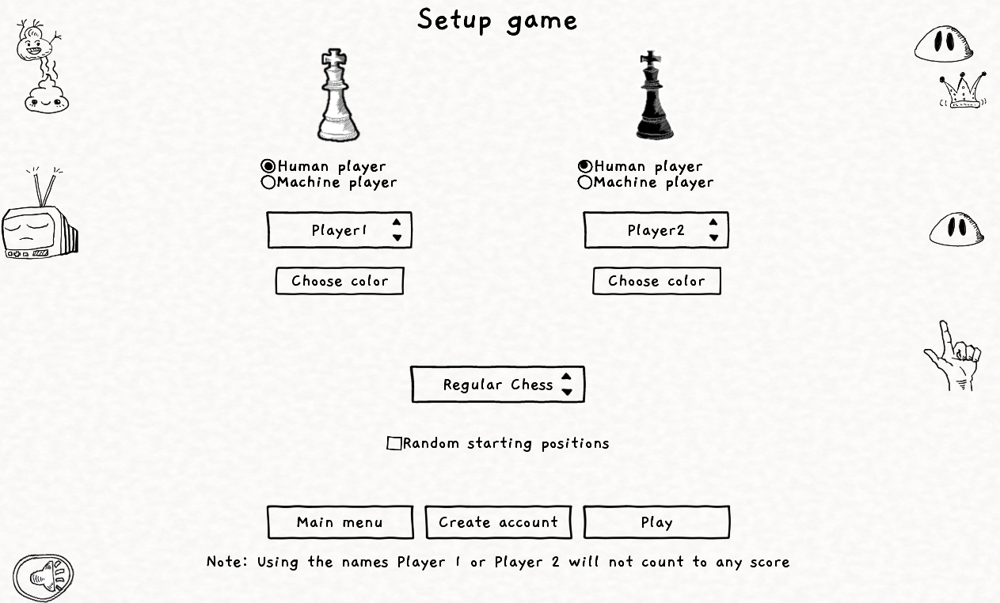 Setup game
Human player
Machine player
Human player
Machine player
Player1
Player2
Choose color
Choose color
Regular Chess
Random starting positions
Main menu
Create account
Play
Note: Using the names Player 1 or Player 2 will not count to any score